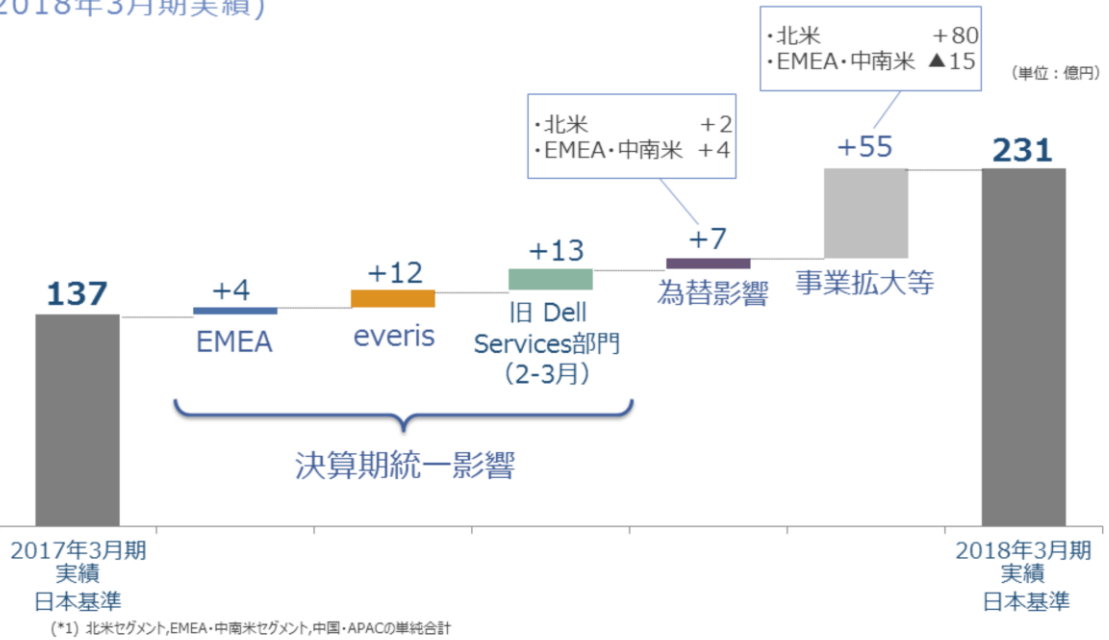 2018年3月期実績)
・北米 +80
・EMEA・中南米 ▲15
(単位：億円)
・北米 +2
・EMEA・中南米 +4
137
+4
EMEA
+12
everis
+13
旧 Dell
Services部門
(2-3月)
+7
為替影響
+55
事業拡大等
231
決算期統一影響
2017年3月期
実績
日本基準
2018年3月期
実績
日本基準
(*1) 北米セグメント,EMEA・中南米セグメント,中国・APACの単純合計